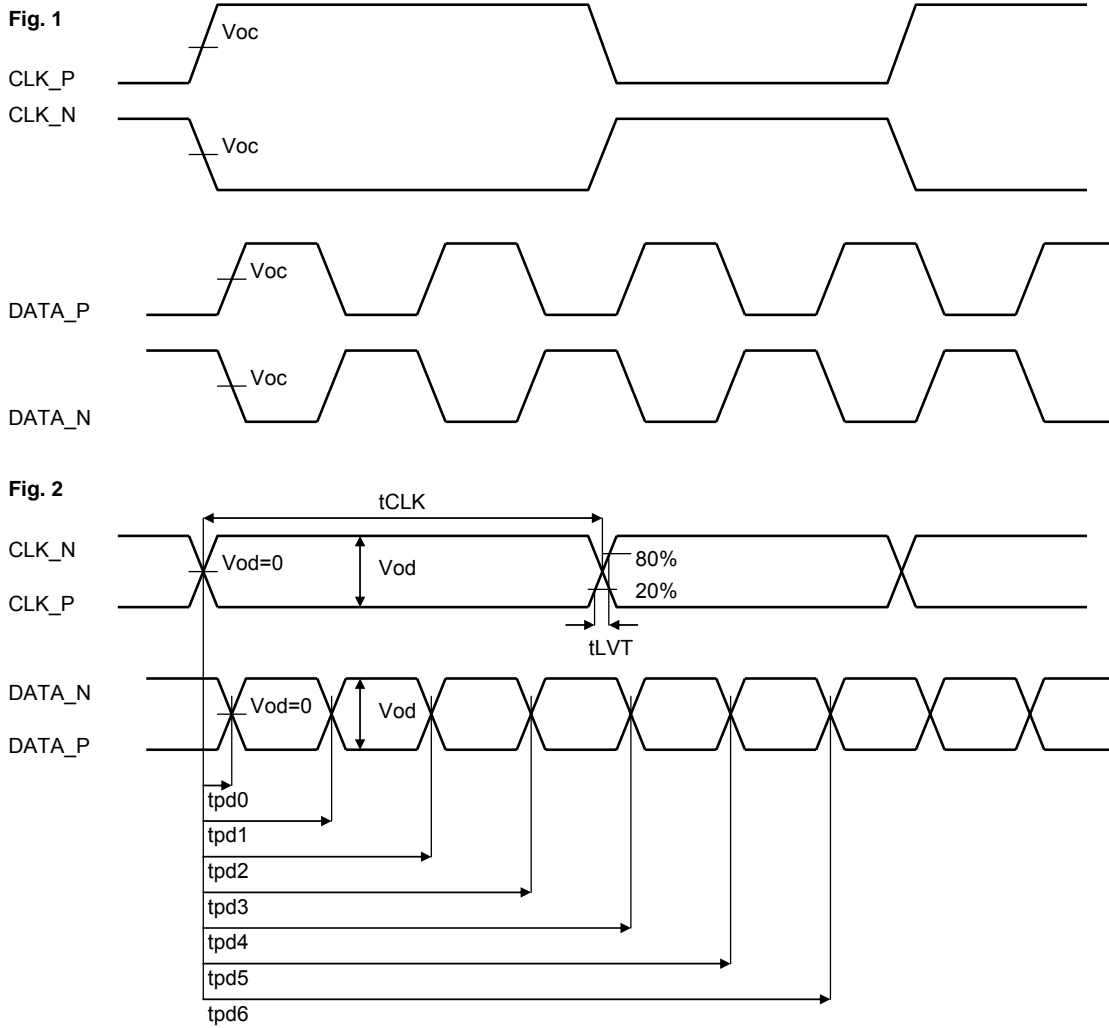 Fig. 1
Voc
CLK_P
CLK_N
Voc
Voc
DATA_P
Voc
DATA_N
Fig. 2
tCLK
CLK_N
Vod=0
Vod
80%
20%
CLK_P
tLVT
DATA_N
Vod=0
Vod
DATA_P
tpd0
tpd1
tpd2
tpd3
tpd4
tpd5
tpd6